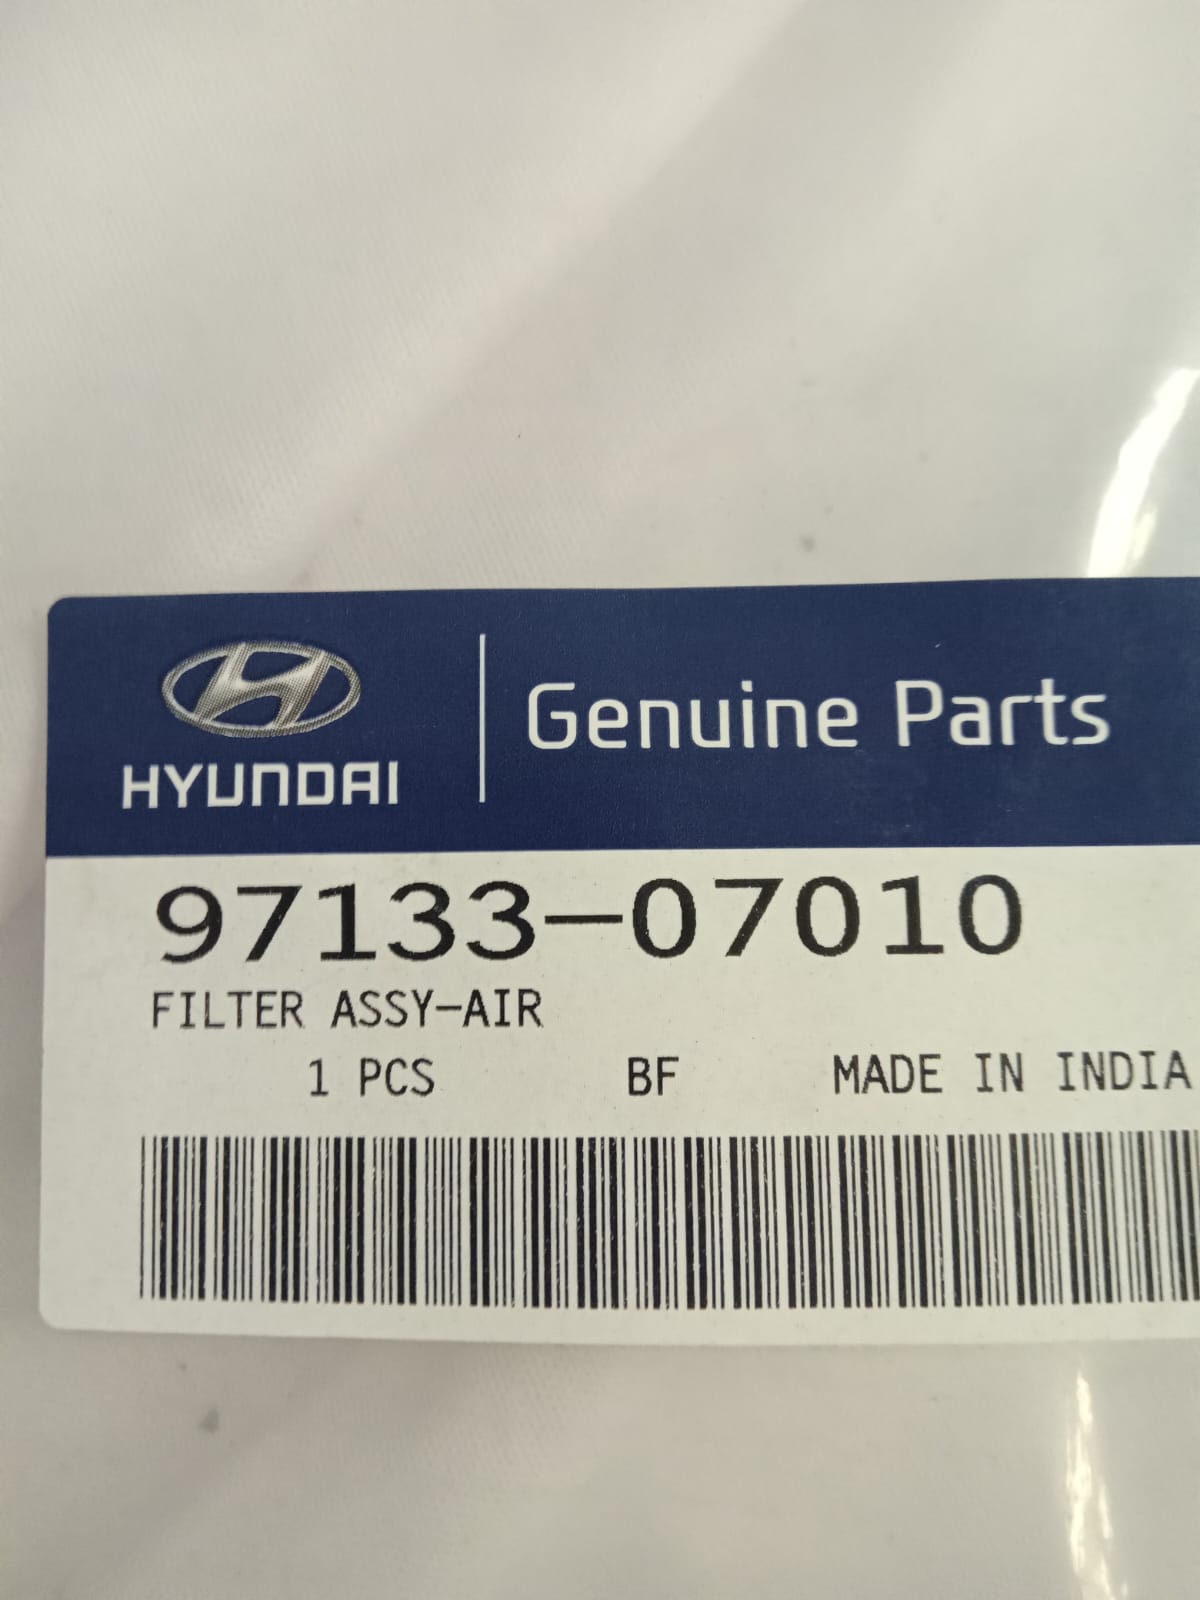 HYUNDAI
Genuine Parts
97133-07010
FILTER ASSY-AIR
1 PCS BF MADE IN INDIA